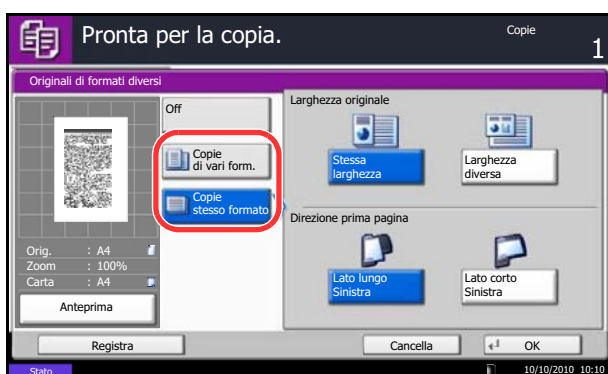 Pronta per la copia.
Copie
1
Originali di formati diversi
Off
Copie
di vari form.
Copie
stesso formato
Larghezza originale
Stessa
larghezza
Larghezza
diversa
Direzione prima pagina
Lato lungo
Sinistra
Lato corto
Sinistra
Orig. : A4
Zoom : 100%
Carta : A4
Anteprima
Registra
Cancella
OK
Stato
10/10/2010 10:10